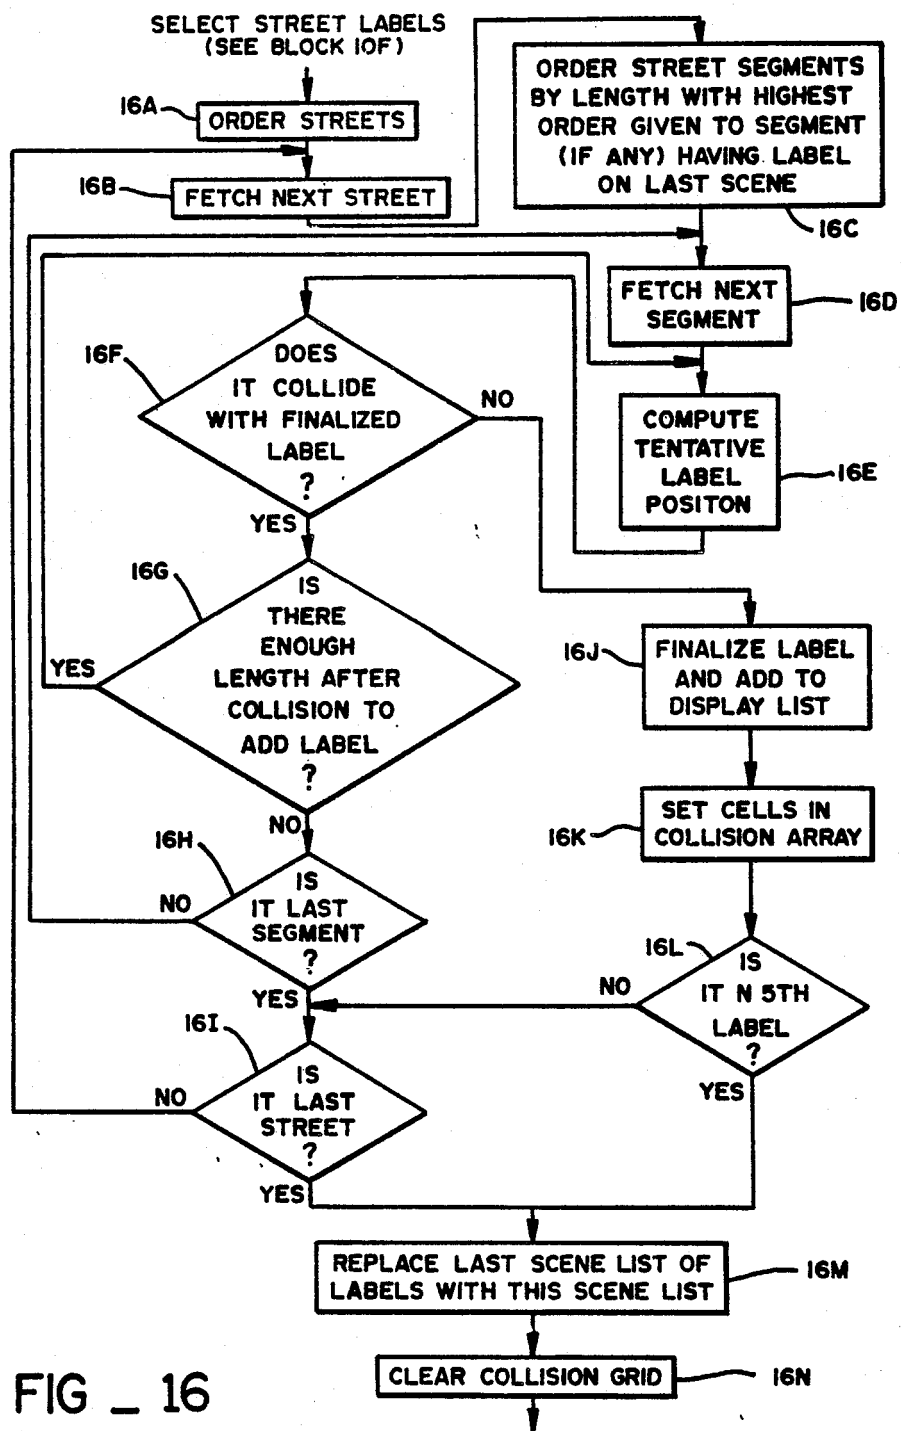 SELECT STREET LABELS
(SEE BLOCK 10F)
16A
ORDER STREETS
16B
FETCH NEXT STREET
ORDER STREET SEGMENTS
BY LENGTH WITH HIGHEST
ORDER GIVEN TO SEGMENT
(IF ANY) HAVING LABEL
ON LAST SCENE
16C
FETCH NEXT
SEGMENT
16D
COMPUTE
TENTATIVE
LABEL
POSITON
16E
16F
DOES
IT COLLIDE
WITH FINALIZED
LABEL
?
NO
YES
16G
IS
THERE
ENOUGH
LENGTH AFTER
COLLISION TO
ADD LABEL
?
YES
NO
16H
IS
IT LAST
SEGMENT
?
NO
YES
16I
IS
IT LAST
STREET
?
NO
YES
16J
FINALIZE LABEL
AND ADD TO
DISPLAY LIST
16K
SET CELLS IN
COLLISION ARRAY
16L
IS
IT N 5TH
LABEL
?
NO
YES
REPLACE LAST SCENE LIST OF
LABELS WITH THIS SCENE LIST
16M
CLEAR COLLISION GRID
16N
FIG _ 16